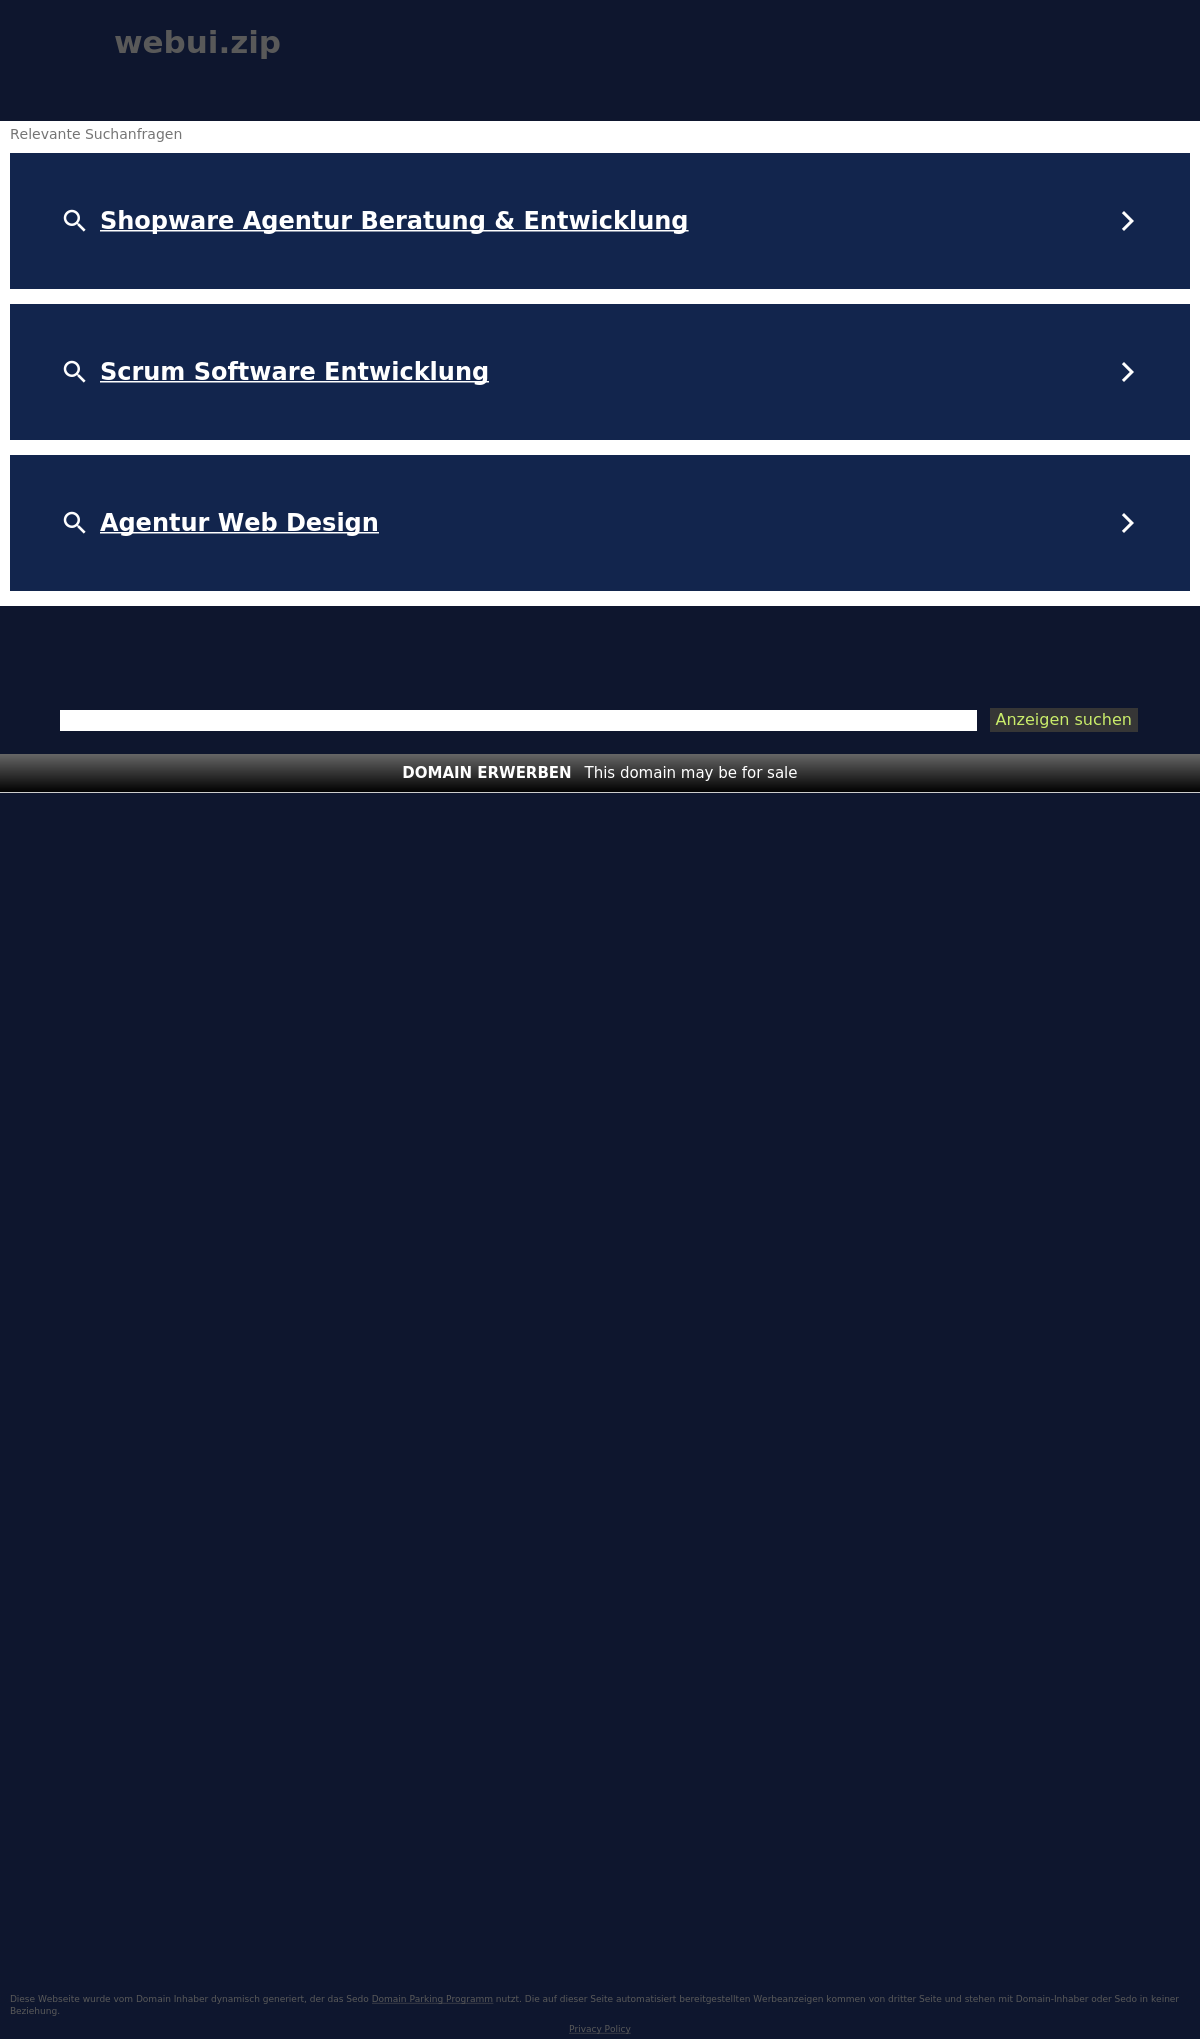 webui.zip
Relevante Suchanfragen
Shopware Agentur Beratung & Entwicklung
Scrum Software Entwicklung
Agentur Web Design
Anzeigen suchen
DOMAIN ERWERBEN This domain may be for sale
Diese Webseite wurde vom Domain Inhaber dynamisch generiert, der das Sedo Domain Parking Programm nutzt. Die auf dieser Seite automatisiert bereitgestellten Werbeanzeigen kommen von dritter Seite und stehen mit Domain-Inhaber oder Sedo in keiner
Beziehung.
Privacy Policy